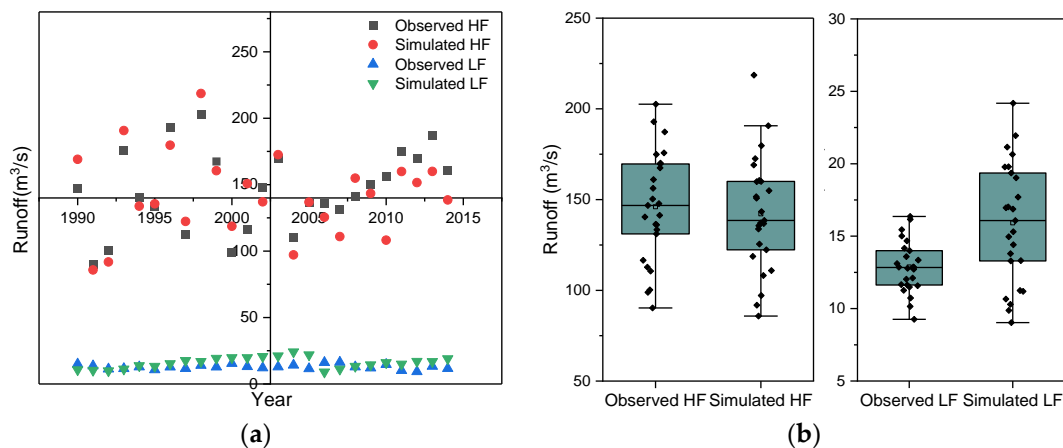 Observed HF
Simulated HF
Observed LF
Simulated LF
250
200
150
100
50
0
1990 1995 2000 2005 2010 2015
Runoff(m³/s)
Year
(a)
250
200
150
100
50
Runoff (m³/s)
Observed HF Simulated HF
30
25
20
15
10
5
Observed LF Simulated LF
(b)